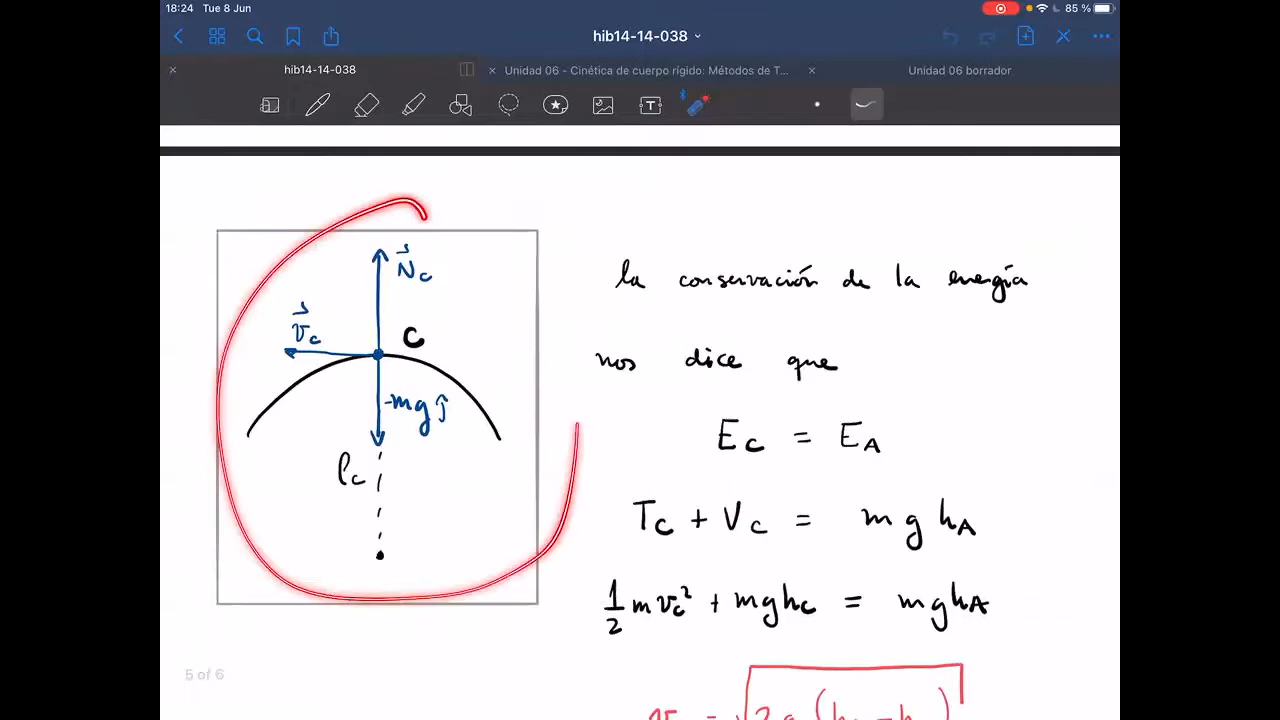 18:24 Tue 8 Jun 85 %
hib14-14-038
hib14-14-038 Unidad 06 - Cinética de cuerpo rígido: Métodos de T... Unidad 06 borrador
N⃗c
v⃗c
C
-mg ĵ
ρc
la conservación de la energía
nos dice que
Ec = EA
Tc + Vc = m g hA
1/2 m vc² + mghc = mghA
5 of 6